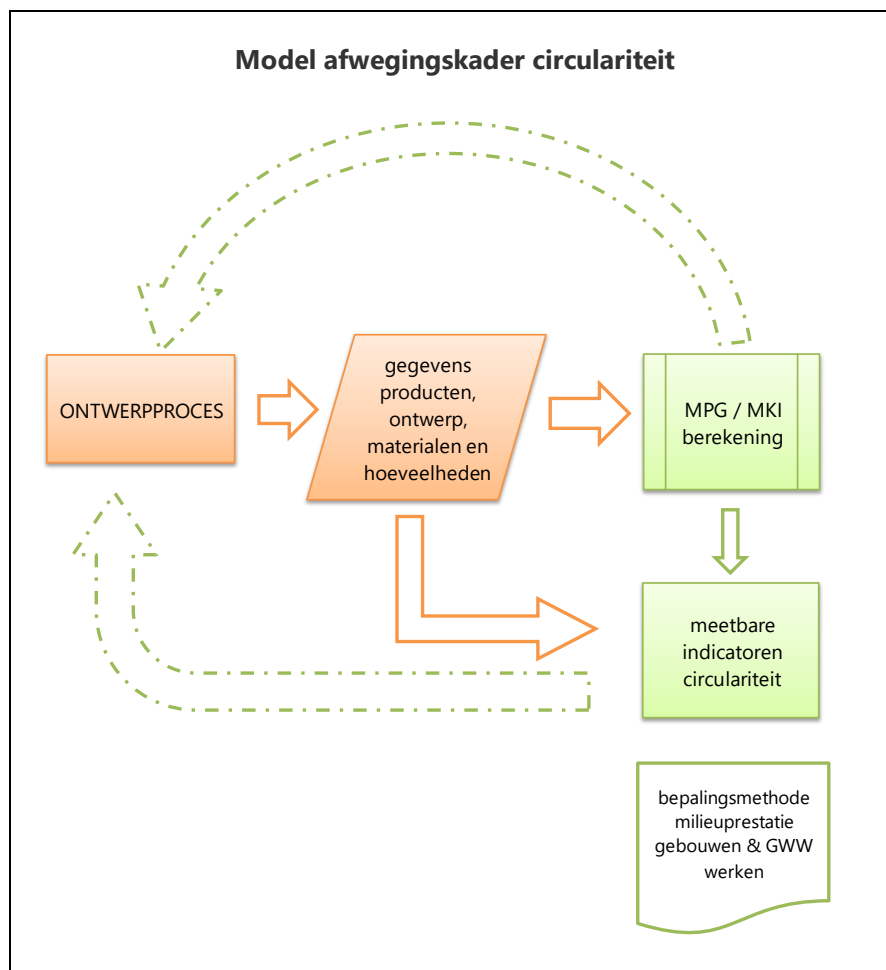 Model afwegingskader circulariteit
ONTWERPPROCES
gegevens
producten,
ontwerp,
materialen en
hoeveelheden
MPG / MKI
berekening
meetbare
indicatoren
circulariteit
bepalingsmethode
milieuprestatie
gebouwen & GWW
werken